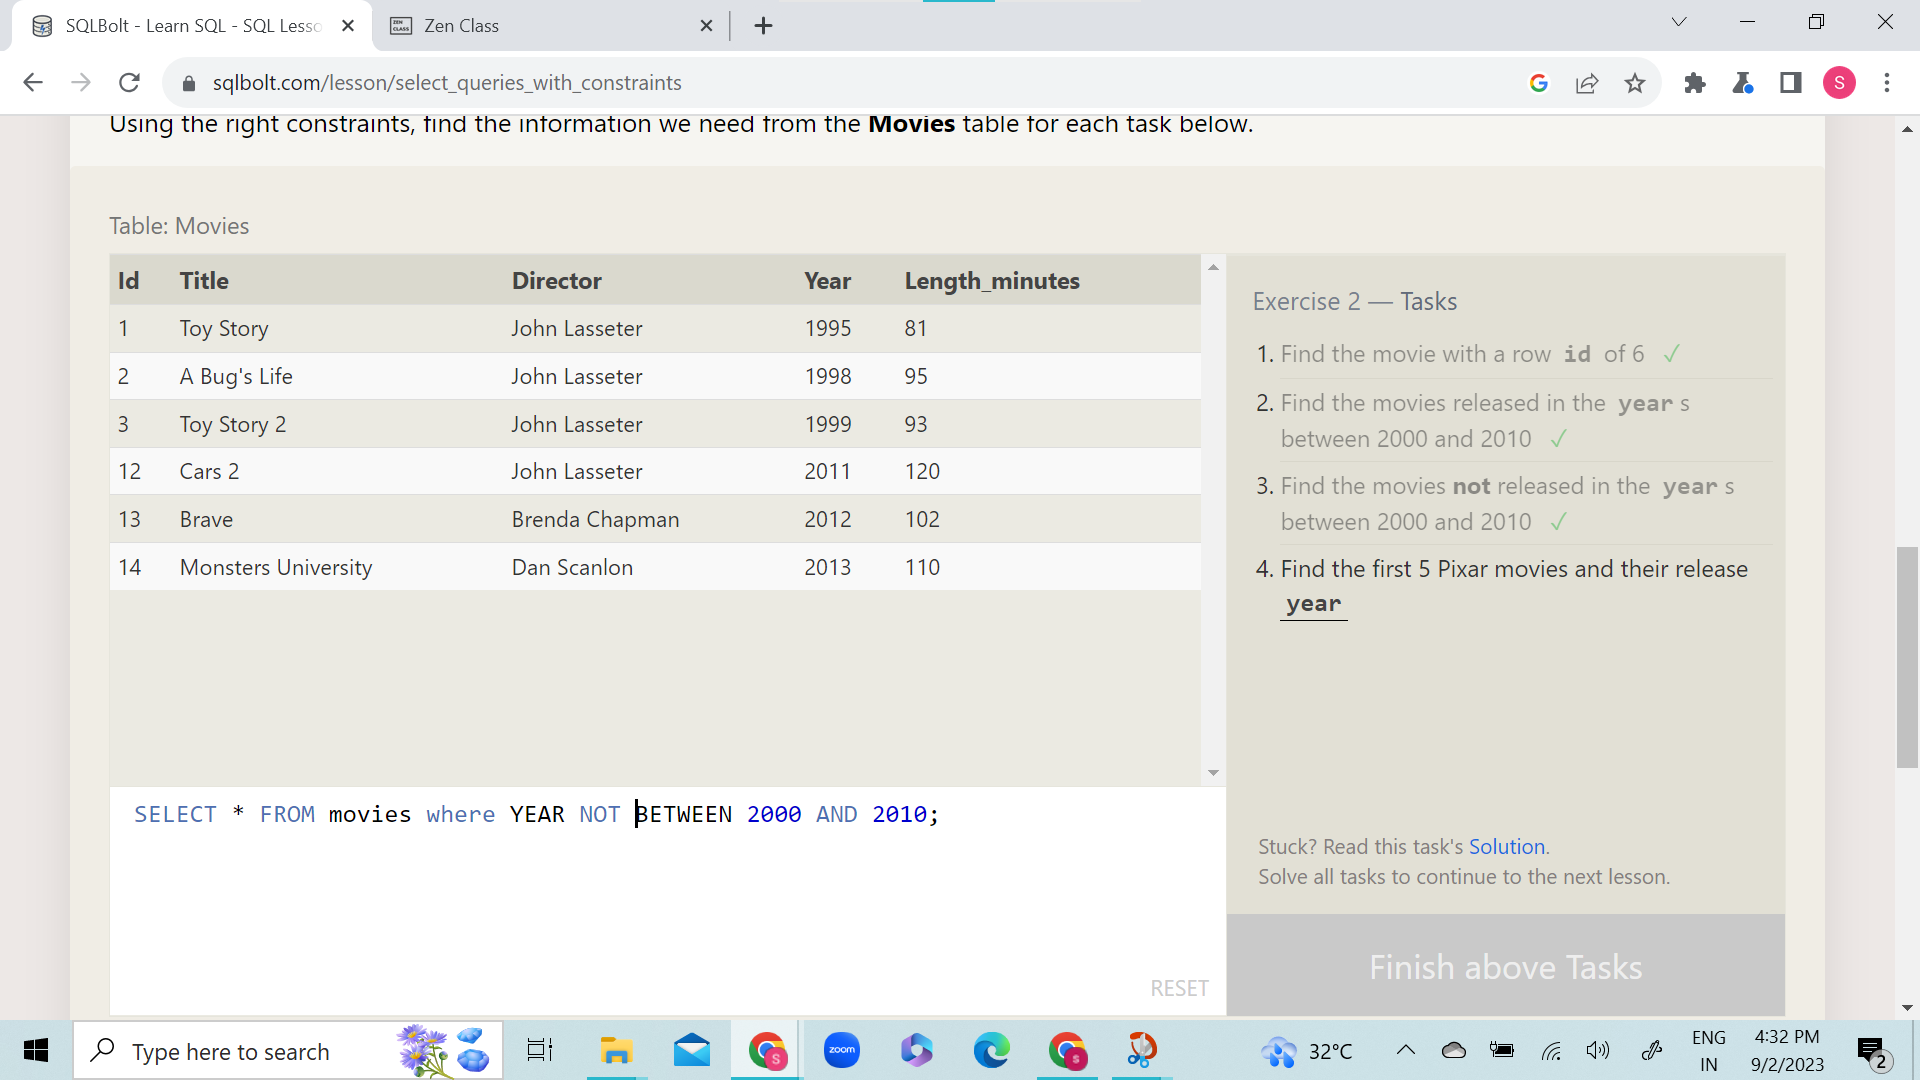 SQLBolt - Learn SQL - SQL Lesso
Zen Class
sqlbolt.com/lesson/select_queries_with_constraints
S
Using the right constraints, find the information we need from the Movies table for each task below.
Table: Movies
Id Title Director Year Length_minutes
1 Toy Story John Lasseter 1995 81
2 A Bug's Life John Lasseter 1998 95
3 Toy Story 2 John Lasseter 1999 93
12 Cars 2 John Lasseter 2011 120
13 Brave Brenda Chapman 2012 102
14 Monsters University Dan Scanlon 2013 110
SELECT * FROM movies where YEAR NOT BETWEEN 2000 AND 2010;
RESET
Exercise 2 — Tasks
1. Find the movie with a row id of 6 ✓
2. Find the movies released in the year s
between 2000 and 2010 ✓
3. Find the movies not released in the year s
between 2000 and 2010 ✓
4. Find the first 5 Pixar movies and their release
year
Stuck? Read this task's Solution.
Solve all tasks to continue to the next lesson.
Finish above Tasks
Type here to search
zoom
32°C
ENG
IN
4:32 PM
9/2/2023
2